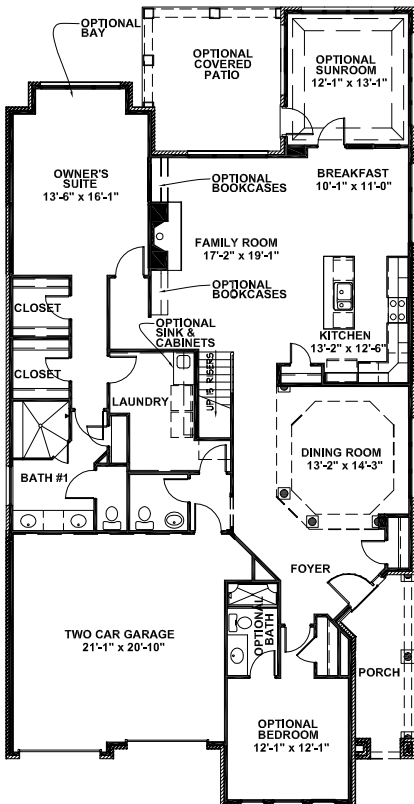 OPTIONAL
BAY
OPTIONAL
COVERED
PATIO
OPTIONAL
SUNROOM
12'-1" x 13'-1"
OWNER'S
SUITE
13'-6" x 16'-1"
OPTIONAL
BOOKCASES
BREAKFAST
10'-1" x 11'-0"
FAMILY ROOM
17'-2" x 19'-1"
OPTIONAL
BOOKCASES
CLOSET
OPTIONAL
SINK &
CABINETS
KITCHEN
13'-2" x 12'-6"
CLOSET
LAUNDRY
UP 15 RISERS
DINING ROOM
13'-2" x 14'-3"
BATH #1
FOYER
TWO CAR GARAGE
21'-1" x 20'-10"
OPTIONAL
BATH
PORCH
OPTIONAL
BEDROOM
12'-1" x 12'-1"